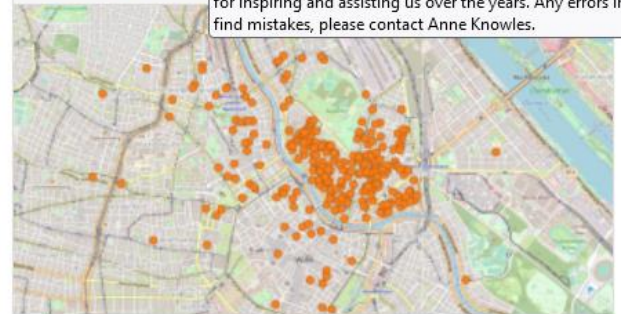 for inspiring and assisting us over the years. Any errors
find mistakes, please contact Anne Knowles.